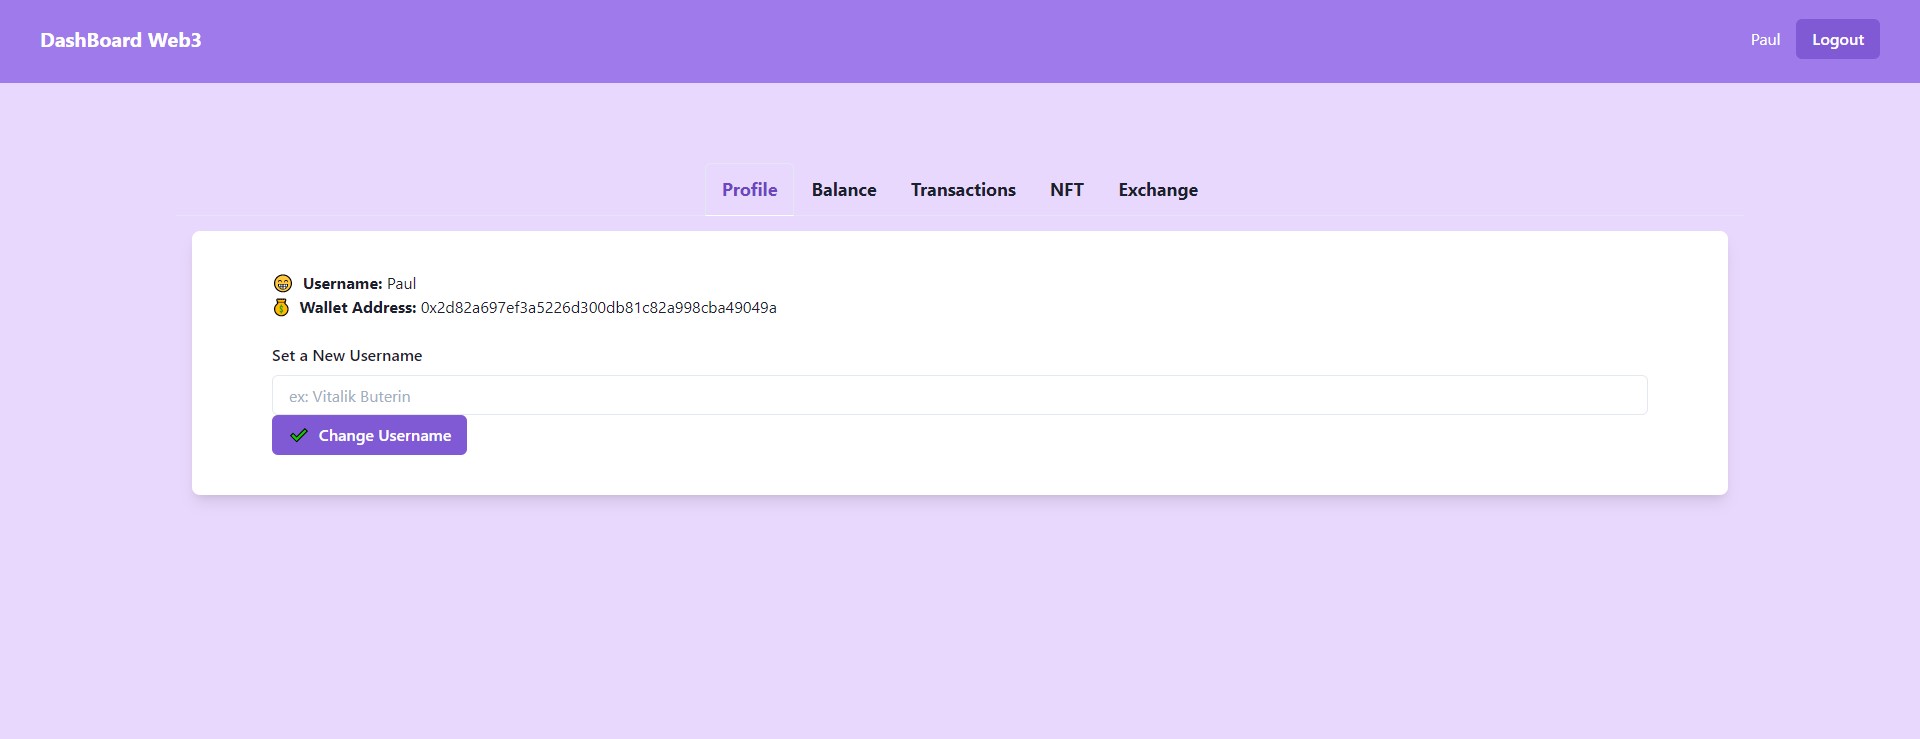 DashBoard Web3
Paul
Logout
Profile Balance Transactions NFT Exchange
Username: Paul
Wallet Address: 0x2d82a697ef3a5226d300db81c82a998cba49049a
Set a New Username
ex: Vitalik Buterin
Change Username